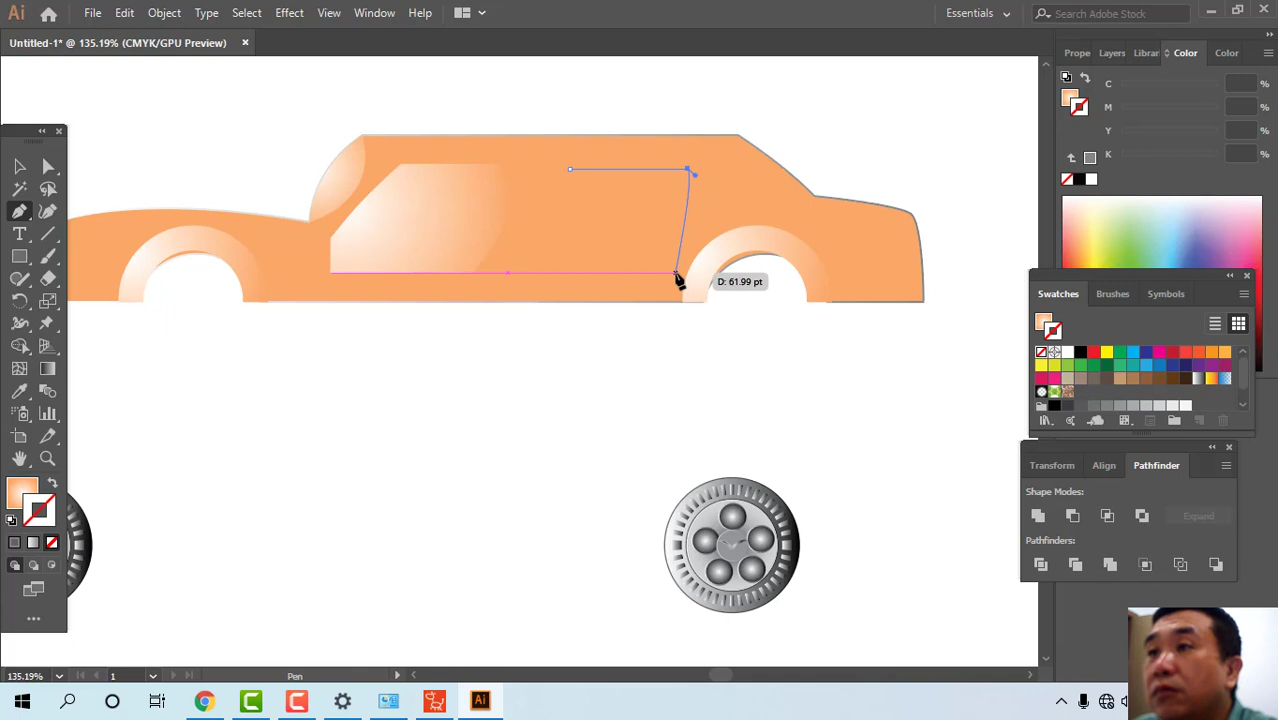 Ai File Edit Object Type Select Effect View Window Help Essentials Search Adobe Stock
Untitled-1* @ 135.19% (CMYK/GPU Preview)
Prope Layers Librar Color Color
C %
M %
Y %
K %
D: 61.99 pt
Swatches Brushes Symbols
Transform Align Pathfinder
Shape Modes:
Expand
Pathfinders:
135.19% 1 Pen
Ai